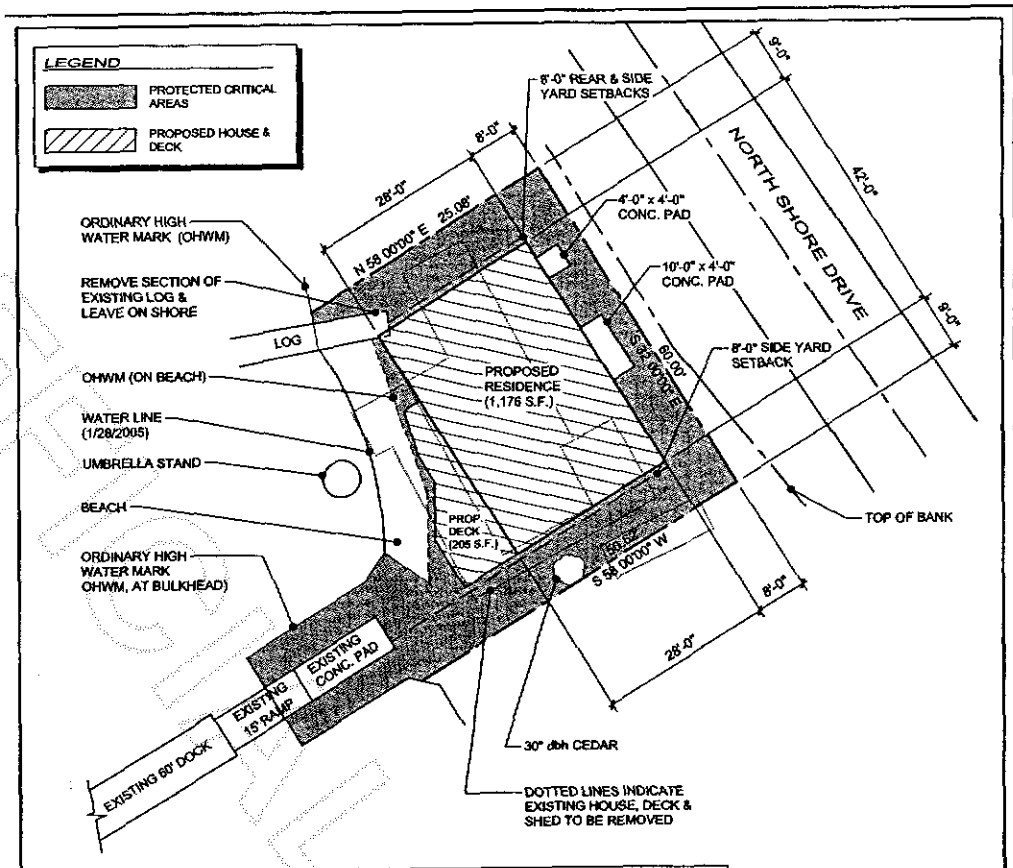 LEGEND
PROTECTED CRITICAL
AREAS
PROPOSED HOUSE &
DECK
8'-0" REAR & SIDE
YARD SETBACKS
9'-0"
8'-0"
28'-0"
NORTH SHORE DRIVE
42'-0"
4'-0" x 4'-0"
CONC. PAD
ORDINARY HIGH
WATER MARK (OHWM)
N 58 00'00" E 25.08'
10'-0" x 4'-0"
CONC. PAD
REMOVE SECTION OF
EXISTING LOG &
LEAVE ON SHORE
LOG
9'-0"
60.00'
S 32 00'00" E
8'-0" SIDE YARD
SETBACK
OHWM (ON BEACH)
PROPOSED
RESIDENCE
(1,176 S.F.)
WATER LINE
(1/28/2005)
UMBRELLA STAND
BEACH
PROP.
DECK
(205 S.F.)
TOP OF BANK
S 58 00'00" W
ORDINARY HIGH
WATER MARK
OHWM, AT BULKHEAD)
8'-0"
28'-0"
EXISTING
CONC. PAD
EXISTING
15' RAMP
EXISTING 60' DOCK
30" dbh CEDAR
DOTTED LINES INDICATE
EXISTING HOUSE, DECK &
SHED TO BE REMOVED